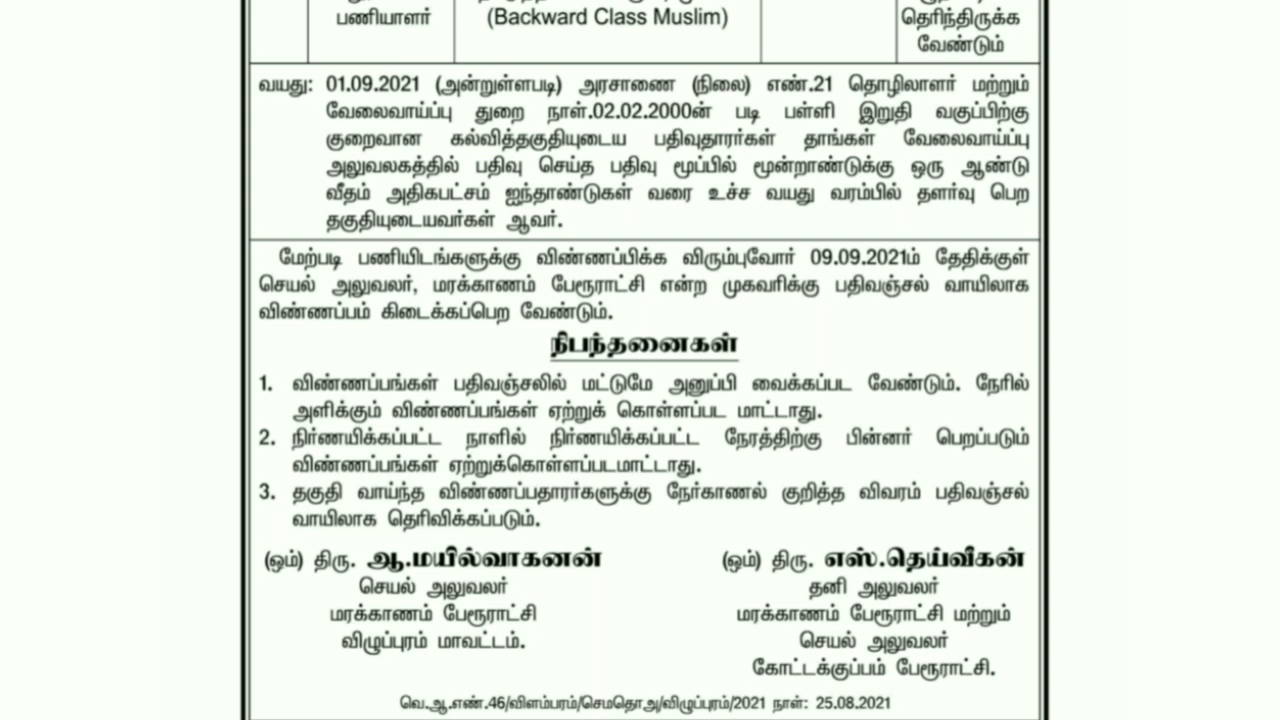 பணியாளர்
(Backward Class Muslim)
தெரிந்திருக்க
வேண்டும்
வயது: 01.09.2021 (அன்றுள்ளபடி) அரசாணை (நிலை) எண்.21 தொழிலாளர் மற்றும்
வேலைவாய்ப்பு துறை நாள்.02.02.2000ன் படி பள்ளி இறுதி வகுப்பிற்கு
குறைவான கல்வித்தகுதியுடைய பதிவுதாரர்கள் தாங்கள் வேலைவாய்ப்பு
அலுவலகத்தில் பதிவு செய்த பதிவு மூப்பில் மூன்றாண்டுக்கு ஒரு ஆண்டு
வீதம் அதிகபட்சம் ஐந்தாண்டுகள் வரை உச்ச வயது வரம்பில் தளர்வு பெற
தகுதியுடையவர்கள் ஆவர்.
மேற்படி பணியிடங்களுக்கு விண்ணப்பிக்க விரும்புவோர் 09.09.2021ம் தேதிக்குள்
செயல் அலுவலர், மரக்காணம் பேரூராட்சி என்ற முகவரிக்கு பதிவஞ்சல் வாயிலாக
விண்ணப்பம் கிடைக்கப்பெற வேண்டும்.
நிபந்தனைகள்
1. விண்ணப்பங்கள் பதிவஞ்சலில் மட்டுமே அனுப்பி வைக்கப்பட வேண்டும். நேரில்
அளிக்கும் விண்ணப்பங்கள் ஏற்றுக் கொள்ளப்பட மாட்டாது.
2. நிர்ணயிக்கப்பட்ட நாளில் நிர்ணயிக்கப்பட்ட நேரத்திற்கு பின்னர் பெறப்படும்
விண்ணப்பங்கள் ஏற்றுக்கொள்ளப்படமாட்டாது.
3. தகுதி வாய்ந்த விண்ணப்பதாரர்களுக்கு நேர்காணல் குறித்த விவரம் பதிவஞ்சல்
வாயிலாக தெரிவிக்கப்படும்.
(ஒம்) திரு. ஆ.மயில்வாகனன்
செயல் அலுவலர்
மரக்காணம் பேரூராட்சி
விழுப்புரம் மாவட்டம்.
(ஒம்) திரு. எஸ்.தெய்வீகன்
தனி அலுவலர்
மரக்காணம் பேரூராட்சி மற்றும்
செயல் அலுவலர்
கோட்டக்குப்பம் பேரூராட்சி.
வெ.ஆ.எண்.46/விளம்பரம்/செமதொஅ/விழுப்புரம்/2021 நாள்: 25.08.2021